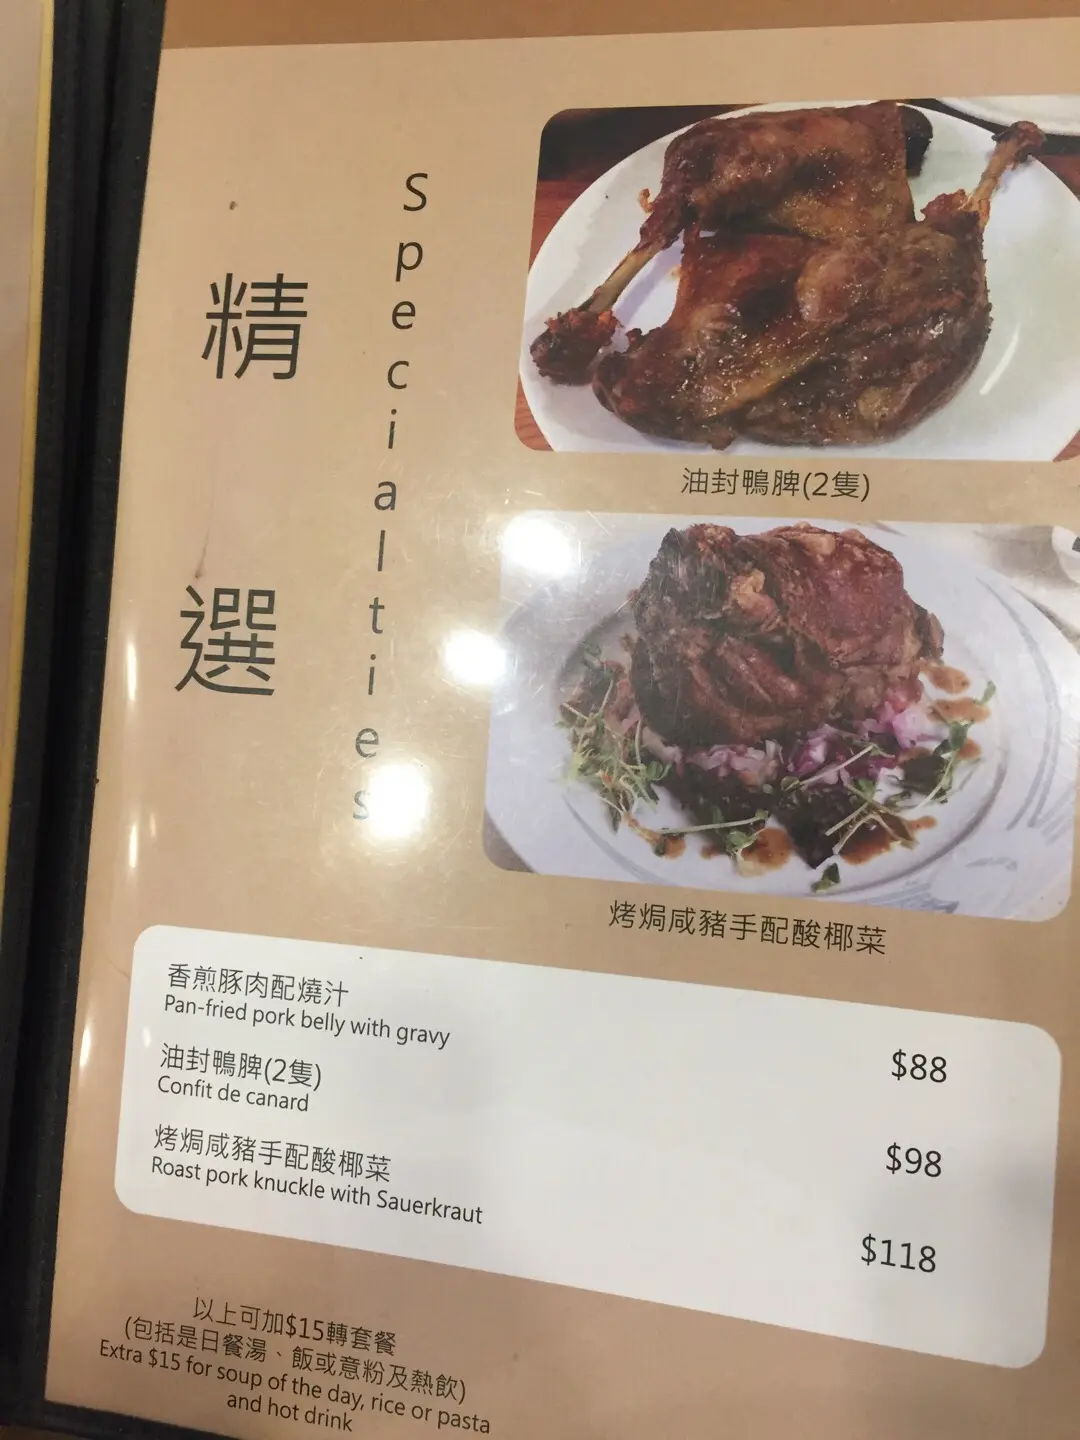 精選
Specialties
油封鴨脾(2隻)
烤焗咸豬手配酸椰菜
香煎豚肉配燒汁
Pan-fried pork belly with gravy
$88
油封鴨脾(2隻)
Confit de canard
$98
烤焗咸豬手配酸椰菜
Roast pork knuckle with Sauerkraut
$118
以上可加$15轉套餐
(包括是日餐湯、飯或意粉及熱飲)
Extra $15 for soup of the day, rice or pasta
and hot drink